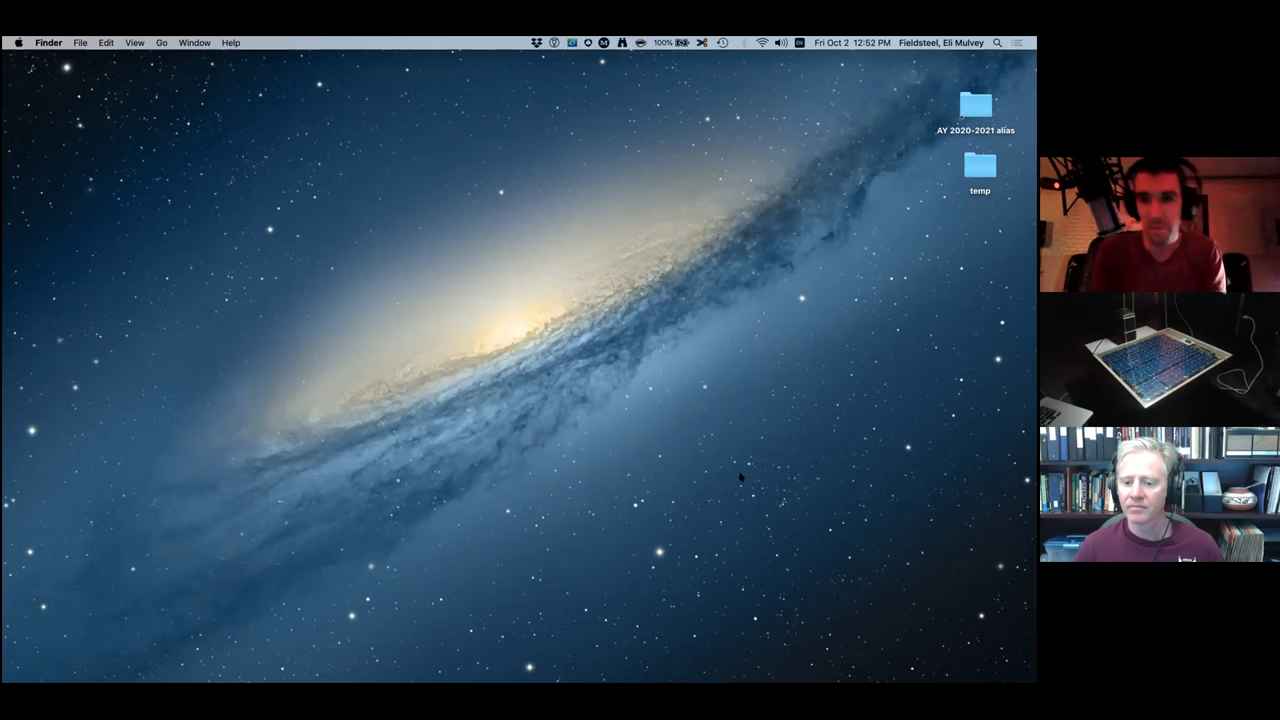 Finder File Edit View Go Window Help 100% Fri Oct 2 12:52 PM Fieldsteel, Eli Mulvey
AY 2020-2021 alias
temp